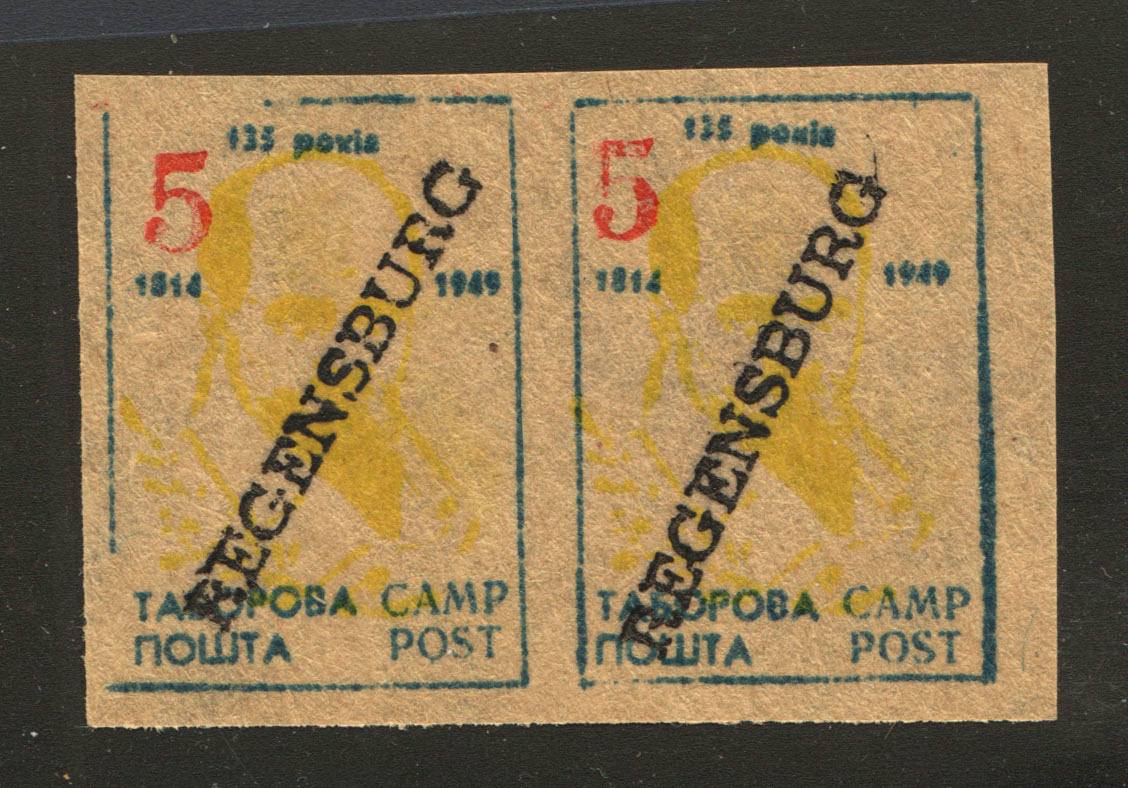 135 років
5
1814 1949
REGENSBURG
ТАБОРОВА CAMP
ПОШТА POST
135 років
5
1814 1949
REGENSBURG
ТАБОРОВА CAMP
ПОШТА POST